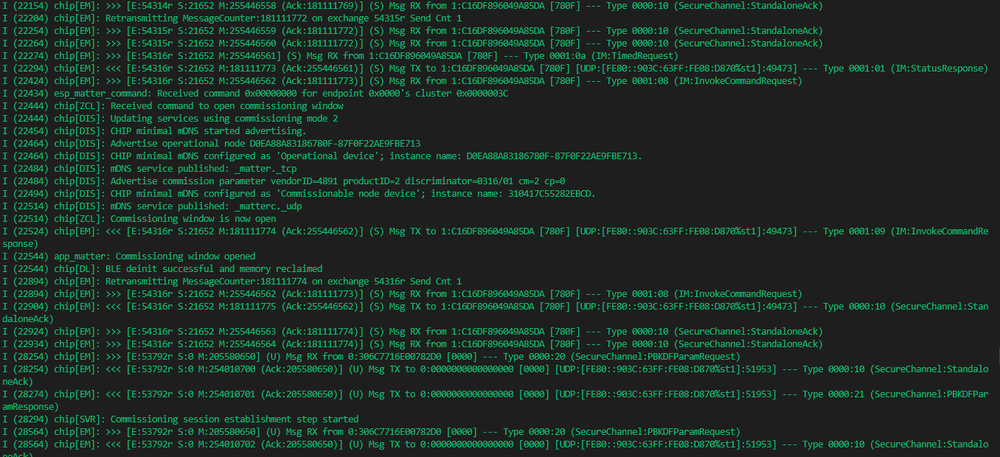 I (22154) chip[EM]: >>> [E:54314r S:21652 M:255446558 (Ack:181111769)] (S) Msg RX from 1:C16DF896049A85DA [780F] --- Type 0000:10 (SecureChannel:StandaloneAck)
I (22204) chip[EM]: Retransmitting MessageCounter:181111772 on exchange 54315r Send Cnt 1
I (22254) chip[EM]: >>> [E:54315r S:21652 M:255446559 (Ack:181111772)] (S) Msg RX from 1:C16DF896049A85DA [780F] --- Type 0000:10 (SecureChannel:StandaloneAck)
I (22264) chip[EM]: >>> [E:54315r S:21652 M:255446560 (Ack:181111772)] (S) Msg RX from 1:C16DF896049A85DA [780F] --- Type 0000:10 (SecureChannel:StandaloneAck)
I (22274) chip[EM]: >>> [E:54316r S:21652 M:255446561] (S) Msg RX from 1:C16DF896049A85DA [780F] --- Type 0001:0a (IM:TimedRequest)
I (22294) chip[EM]: <<< [E:54316r S:21652 M:181111773 (Ack:255446561)] (S) Msg TX to 1:C16DF896049A85DA [780F] [UDP:[FE80::903C:63FF:FE08:D870%st1]:49473] --- Type 0001:01 (IM:StatusResponse)
I (22424) chip[EM]: >>> [E:54316r S:21652 M:255446562 (Ack:181111773)] (S) Msg RX from 1:C16DF896049A85DA [780F] --- Type 0001:08 (IM:InvokeCommandRequest)
I (22434) esp_matter_command: Received command 0x00000000 for endpoint 0x0000's cluster 0x0000003C
I (22444) chip[ZCL]: Received command to open commissioning window
I (22444) chip[DIS]: Updating services using commissioning mode 2
I (22454) chip[DIS]: CHIP minimal mDNS started advertising.
I (22464) chip[DIS]: Advertise operational node D0EA88A83186780F-87F0F22AE9FBE713
I (22464) chip[DIS]: CHIP minimal mDNS configured as 'Operational device'; instance name: D0EA88A83186780F-87F0F22AE9FBE713.
I (22484) chip[DIS]: mDNS service published: _matter._tcp
I (22484) chip[DIS]: Advertise commission parameter vendorID=4891 productID=2 discriminator=0316/01 cm=2 cp=0
I (22494) chip[DIS]: CHIP minimal mDNS configured as 'Commissionable node device'; instance name: 310417C55282EBCD.
I (22514) chip[DIS]: mDNS service published: _matterc._udp
I (22514) chip[ZCL]: Commissioning window is now open
I (22524) chip[EM]: <<< [E:54316r S:21652 M:181111774 (Ack:255446562)] (S) Msg TX to 1:C16DF896049A85DA [780F] [UDP:[FE80::903C:63FF:FE08:D870%st1]:49473] --- Type 0001:09 (IM:InvokeCommandRe
sponse)
I (22544) app_matter: Commissioning window opened
I (22544) chip[DL]: BLE deinit successful and memory reclaimed
I (22894) chip[EM]: Retransmitting MessageCounter:181111774 on exchange 54316r Send Cnt 1
I (22894) chip[EM]: >>> [E:54316r S:21652 M:255446562 (Ack:181111773)] (S) Msg RX from 1:C16DF896049A85DA [780F] --- Type 0001:08 (IM:InvokeCommandRequest)
I (22904) chip[EM]: <<< [E:54316r S:21652 M:181111775 (Ack:255446562)] (S) Msg TX to 1:C16DF896049A85DA [780F] [UDP:[FE80::903C:63FF:FE08:D870%st1]:49473] --- Type 0000:10 (SecureChannel:Stan
daloneAck)
I (22924) chip[EM]: >>> [E:54316r S:21652 M:255446563 (Ack:181111774)] (S) Msg RX from 1:C16DF896049A85DA [780F] --- Type 0000:10 (SecureChannel:StandaloneAck)
I (22934) chip[EM]: >>> [E:54316r S:21652 M:255446564 (Ack:181111774)] (S) Msg RX from 1:C16DF896049A85DA [780F] --- Type 0000:10 (SecureChannel:StandaloneAck)
I (28254) chip[EM]: >>> [E:53792r S:0 M:205580650] (U) Msg RX from 0:306C7716E00782D0 [0000] --- Type 0000:20 (SecureChannel:PBKDFParamRequest)
I (28254) chip[EM]: <<< [E:53792r S:0 M:254010700 (Ack:205580650)] (U) Msg TX to 0:0000000000000000 [0000] [UDP:[FE80::903C:63FF:FE08:D870%st1]:51953] --- Type 0000:10 (SecureChannel:Standalo
neAck)
I (28274) chip[EM]: <<< [E:53792r S:0 M:254010701 (Ack:205580650)] (U) Msg TX to 0:0000000000000000 [0000] [UDP:[FE80::903C:63FF:FE08:D870%st1]:51953] --- Type 0000:21 (SecureChannel:PBKDFPar
amResponse)
I (28294) chip[SVR]: Commissioning session establishment step started
I (28564) chip[EM]: >>> [E:53792r S:0 M:205580650] (U) Msg RX from 0:306C7716E00782D0 [0000] --- Type 0000:20 (SecureChannel:PBKDFParamRequest)
I (28564) chip[EM]: <<< [E:53792r S:0 M:254010702 (Ack:205580650)] (U) Msg TX to 0:0000000000000000 [0000] [UDP:[FE80::903C:63FF:FE08:D870%st1]:51953] --- Type 0000:10 (SecureChannel:Standalo
neAck)